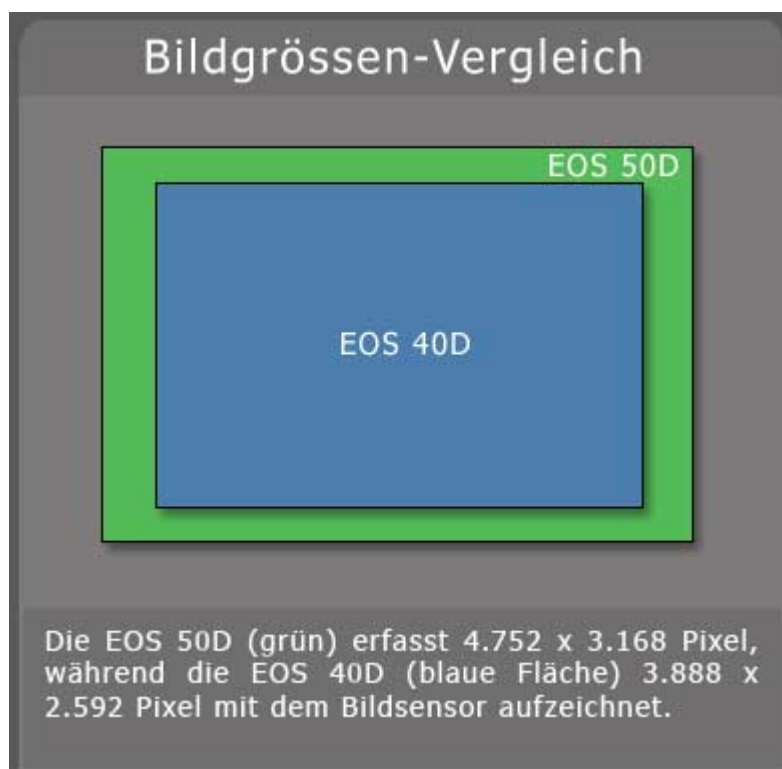 Bildgrössen-Vergleich
EOS 50D
EOS 40D
Die EOS 50D (grün) erfasst 4.752 x 3.168 Pixel,
während die EOS 40D (blaue Fläche) 3.888 x
2.592 Pixel mit dem Bildsensor aufzeichnet.